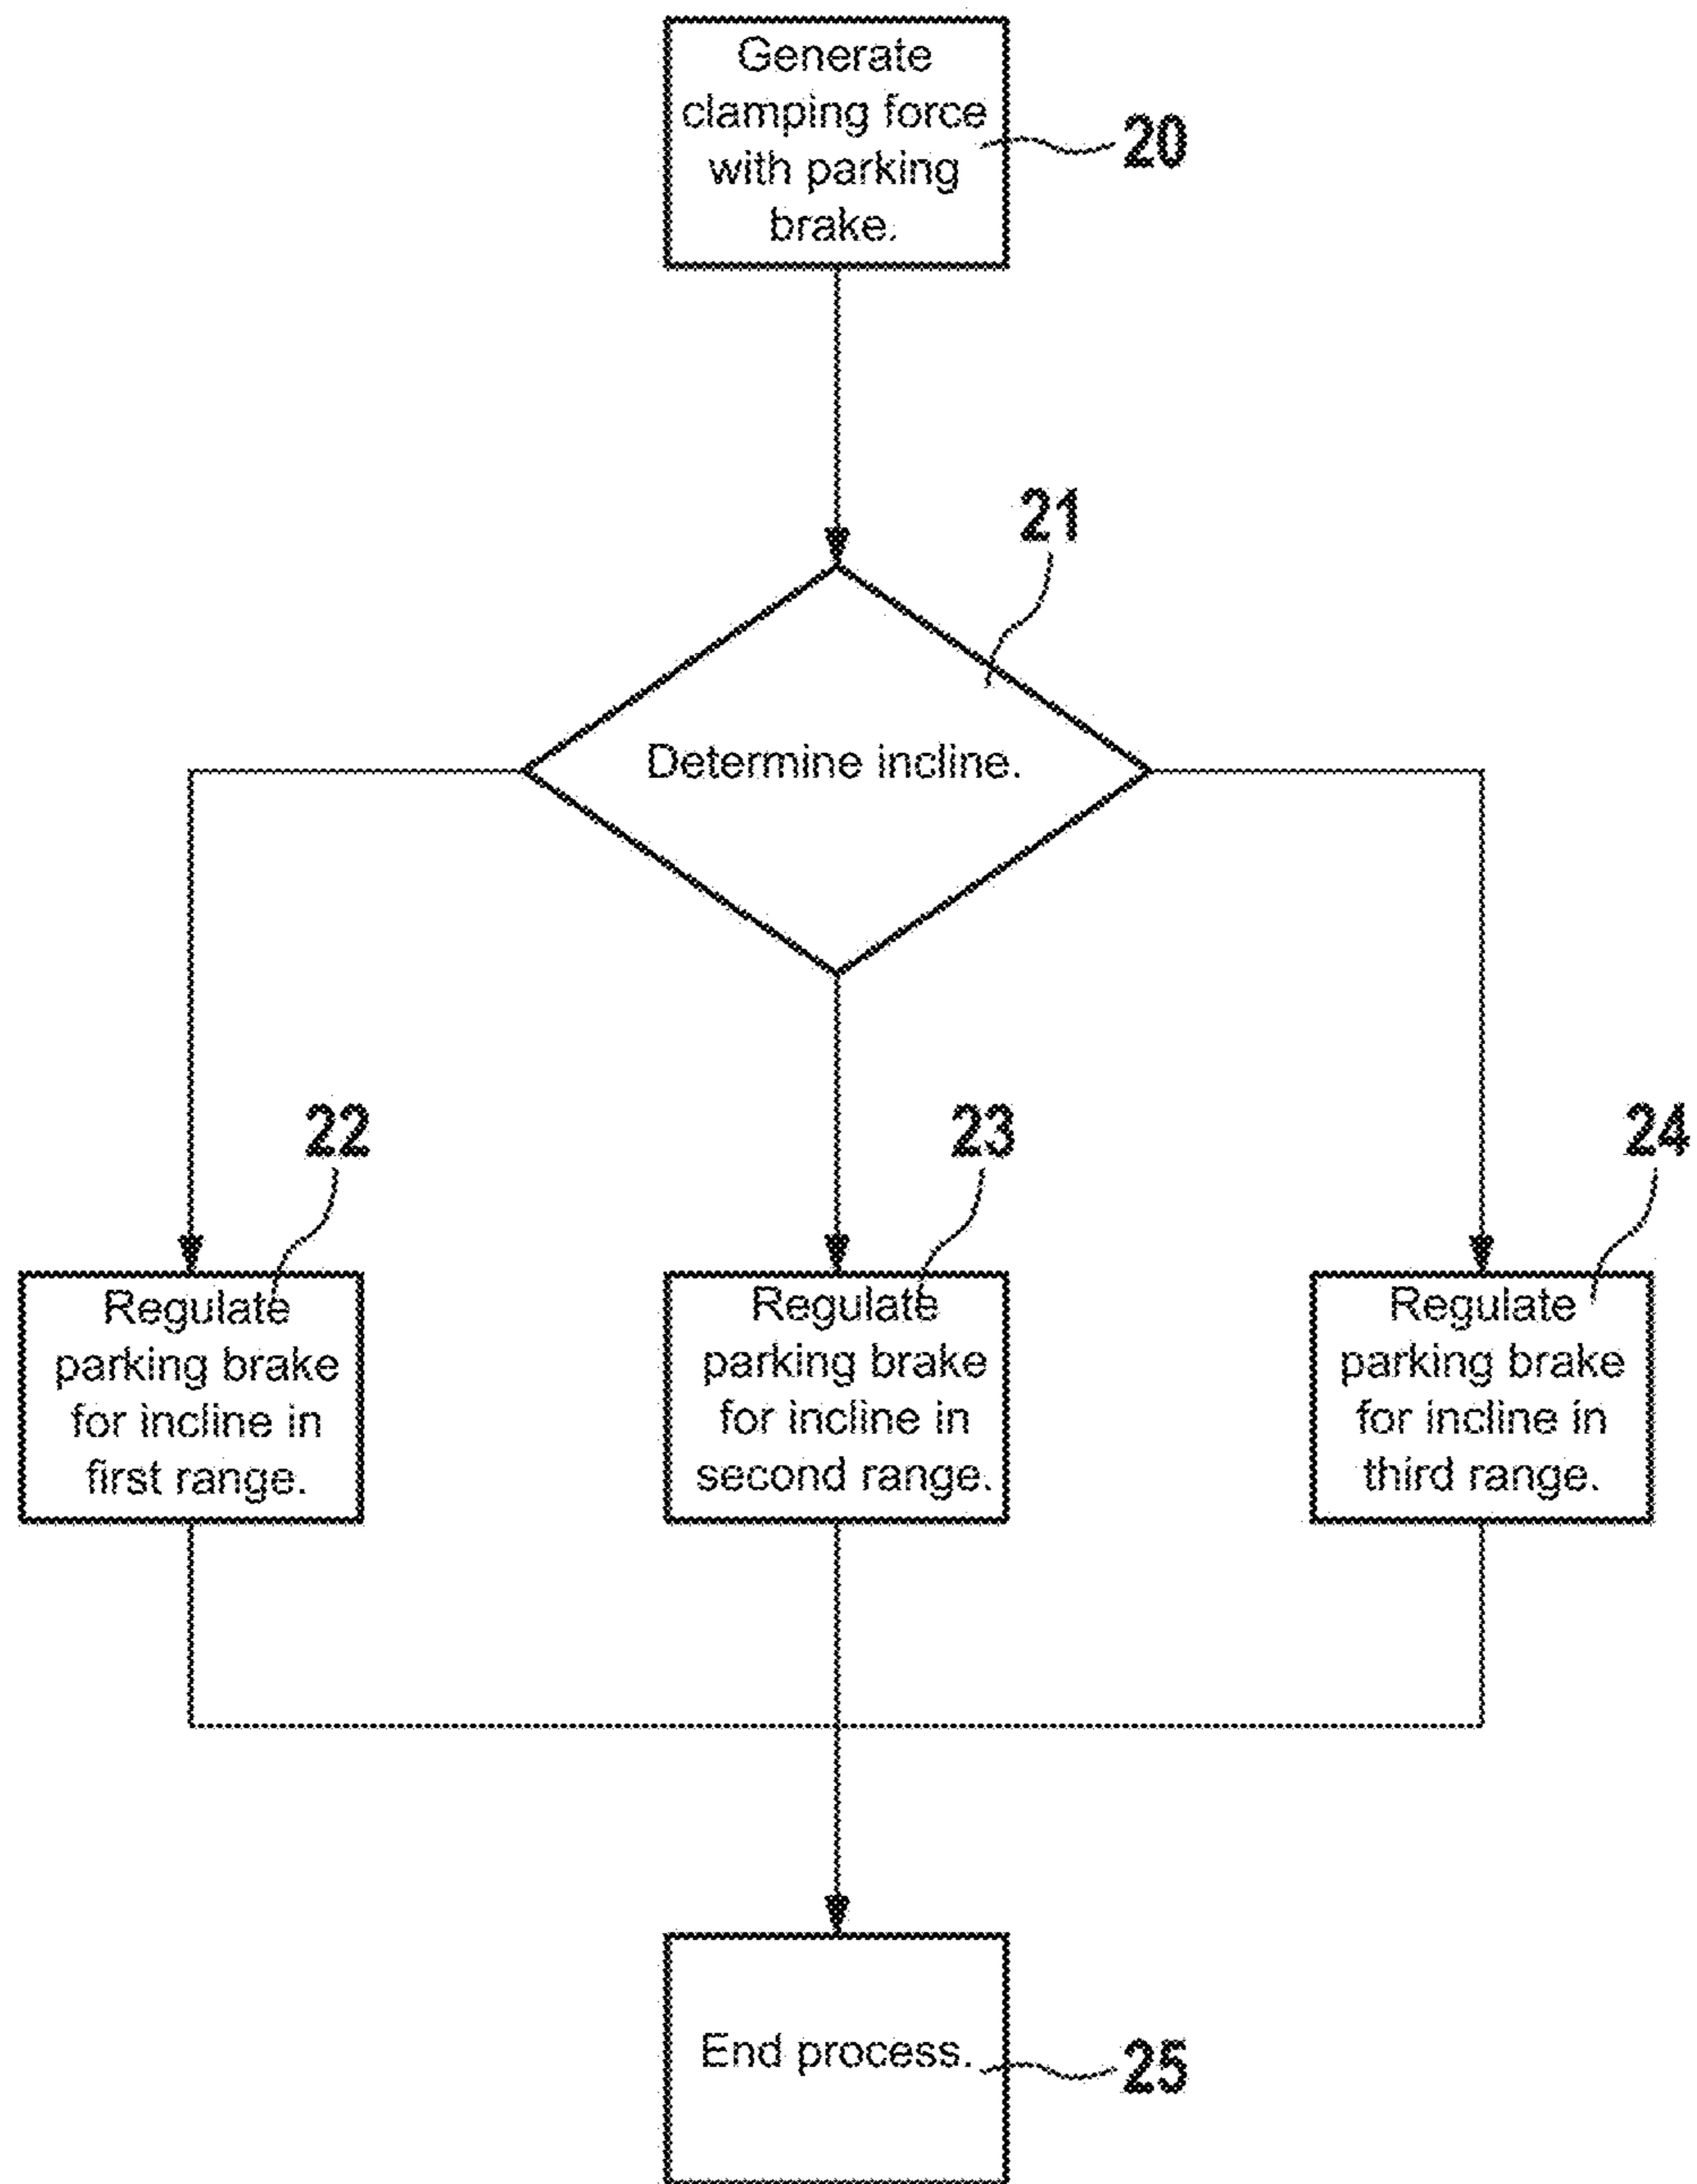 Generate
clamping force
with parking
brake.
20
21
Determine incline.
22
23
24
Regulate
parking brake
for incline in
first range.
Regulate
parking brake
for incline in
second range.
Regulate
parking brake
for incline in
third range.
End process.
25